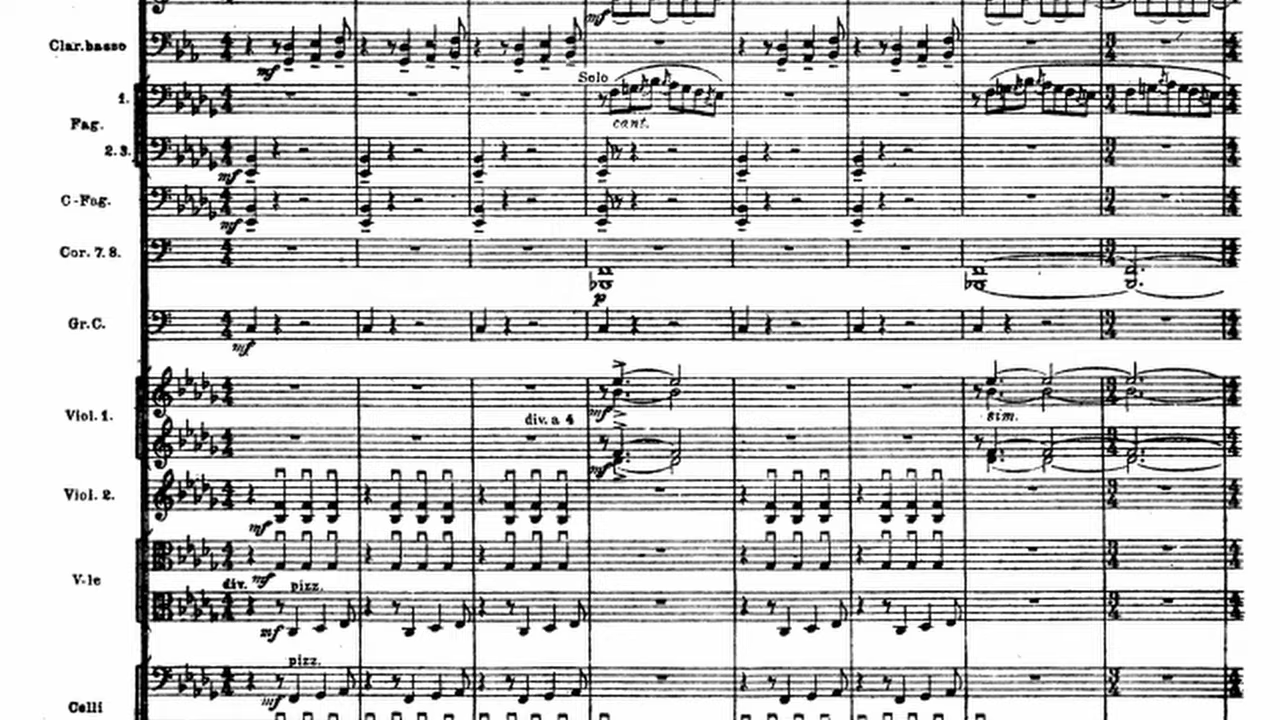 mf
Clar.basso
mf
Solo
1.
Fag.
cant.
2.3.
mf
C-Fag.
mf
Cor. 7.8.
p
Gr.C.
mf
Viol. 1.
mf
sim.
div. a 4
mf
Viol. 2.
mf
V-le
div. mf pizz.
mf
pizz.
mf
Celli